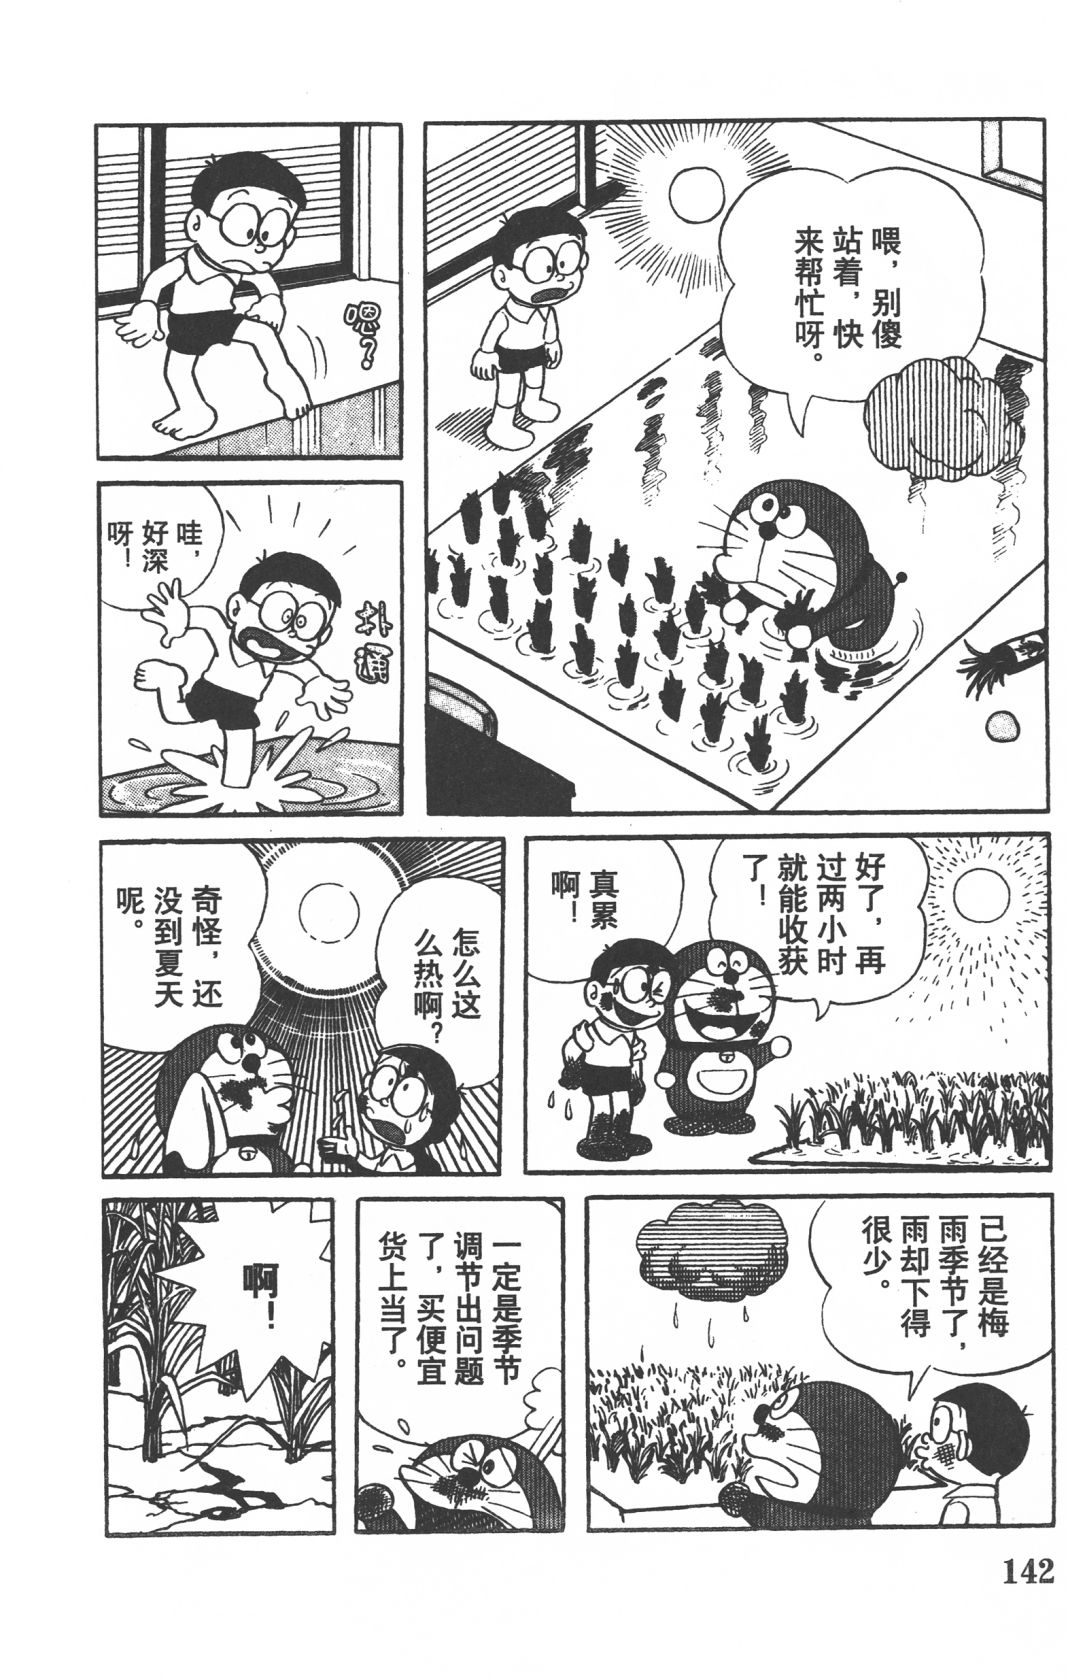 喂，别傻
站着，快
来帮忙呀。
嗯？
哇，
好深
呀！
扑通
好了，再
过两小时
就能收获
了！
真累
啊！
怎么这
么热啊？
奇怪，还
没到夏天
呢。
已经是梅
雨季节了，
雨却下得
很少。
一定是季节
调节出问题
了，买便宜
货上当了。
啊！
142